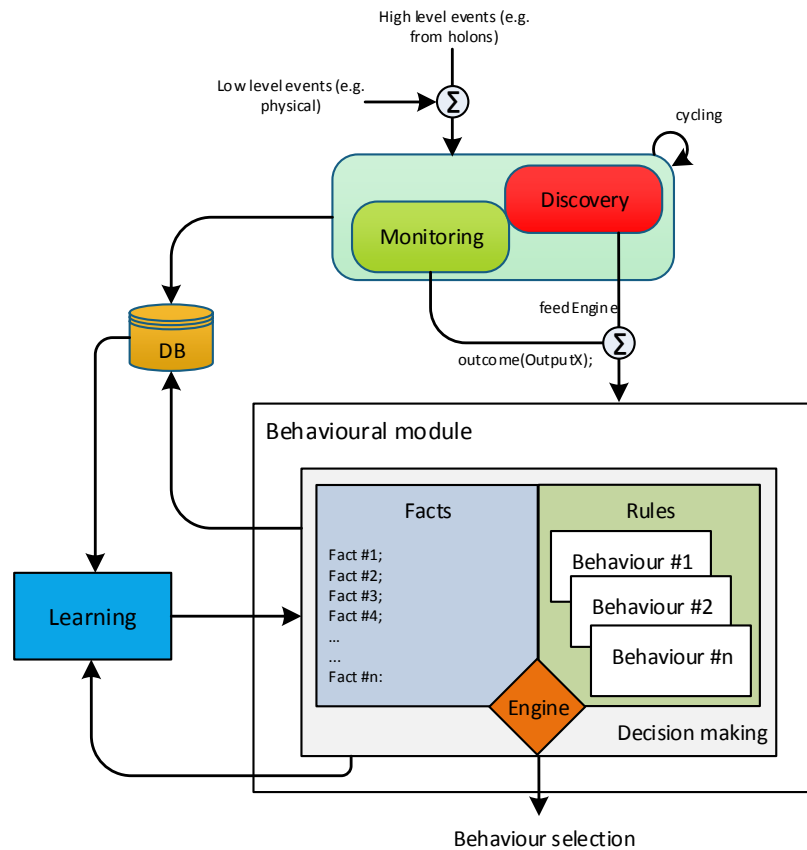 High level events (e.g.
from holons)
Low level events (e.g.
physical)
Σ
cycling
Discovery
Monitoring
feedEngine
Σ
outcome(OutputX);
DB
Behavioural module
Facts
Rules
Fact #1;
Fact #2;
Fact #3;
Fact #4;
...
...
Fact #n:
Behaviour #1
Behaviour #2
Behaviour #n
Learning
Engine
Decision making
Behaviour selection